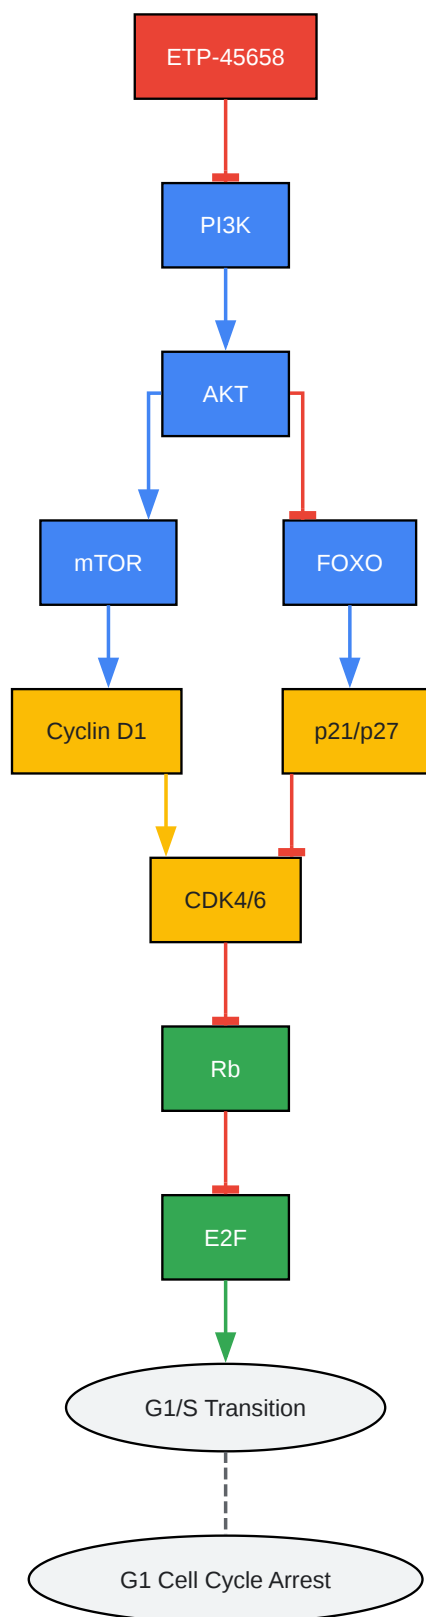 ETP-45658
PI3K
AKT
mTOR
FOXO
Cyclin D1
p21/p27
CDK4/6
Rb
E2F
G1/S Transition
G1 Cell Cycle Arrest